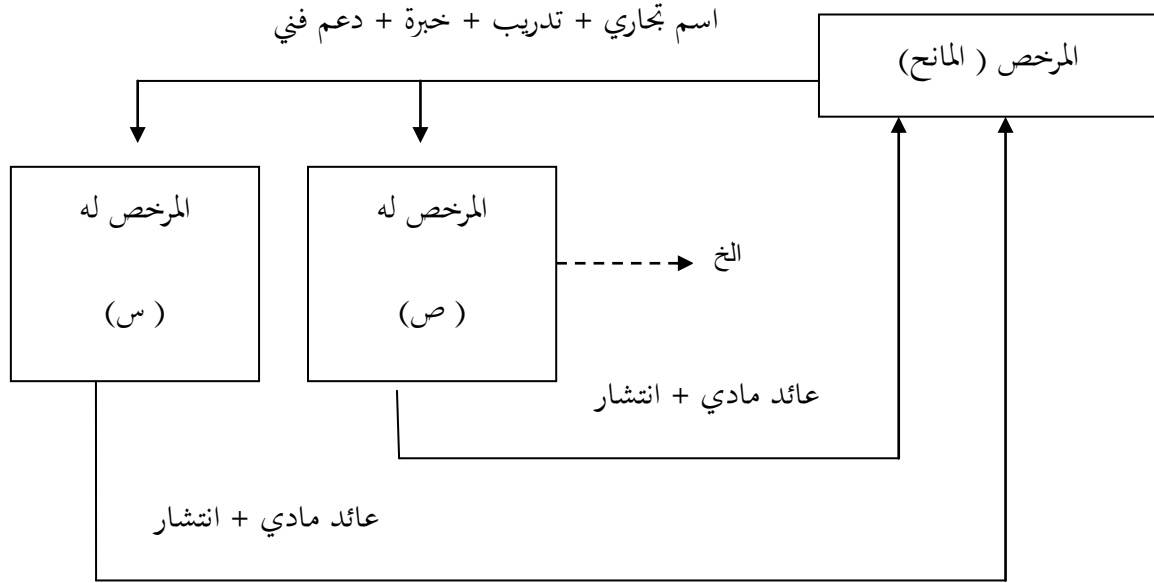 اسم تجاري + تدريب + خبرة + دعم فني
المرخص ( المانح)
المرخص له
( ص)
المرخص له
( س)
الخ
عائد مادي + انتشار
عائد مادي + انتشار